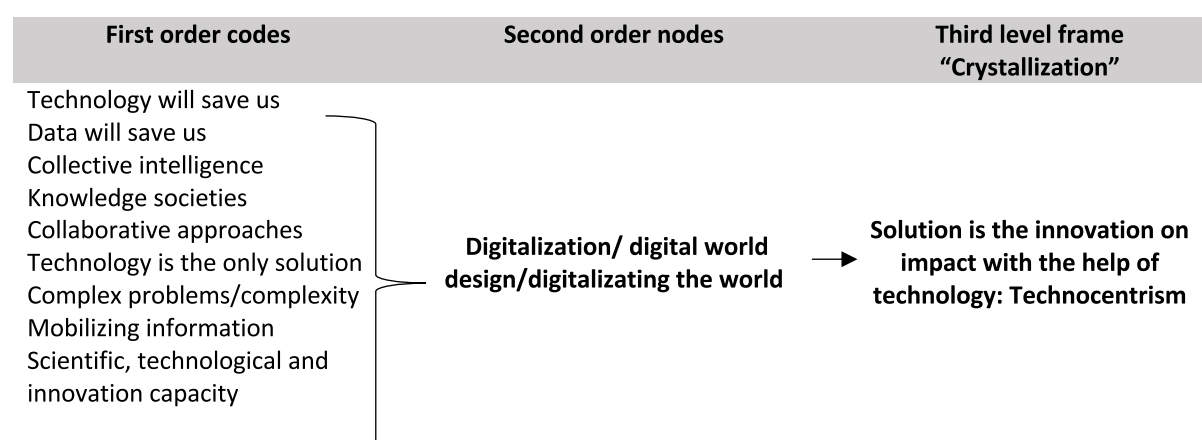 First order codes
Second order nodes
Third level frame
“Crystallization”
Technology will save us
Data will save us
Collective intelligence
Knowledge societies
Collaborative approaches
Technology is the only solution
Complex problems/complexity
Mobilizing information
Scientific, technological and
innovation capacity
Digitalization/ digital world
design/digitalizating the world
Solution is the innovation on
impact with the help of
technology: Technocentrism